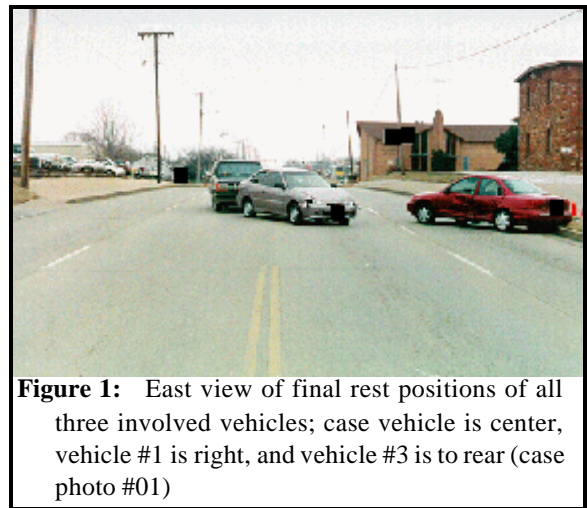 Figure 1: East view of final rest positions of all
three involved vehicles; case vehicle is center,
vehicle #1 is right, and vehicle #3 is to rear (case
photo #01)